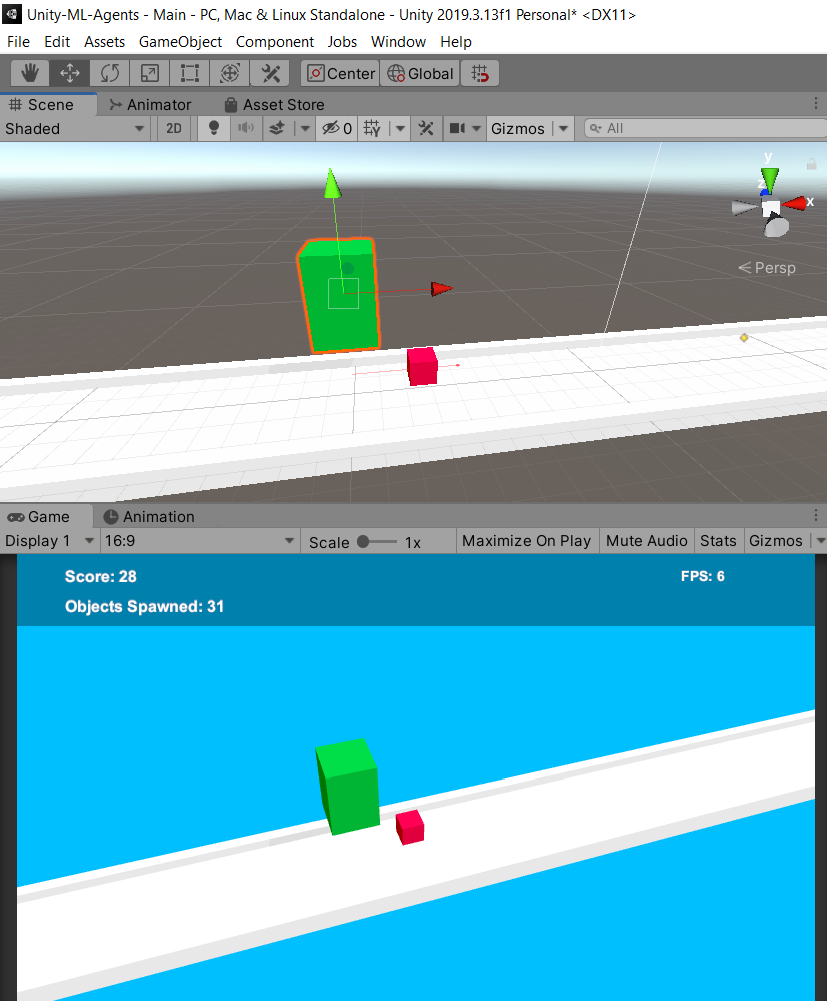 Unity-ML-Agents - Main - PC, Mac & Linux Standalone - Unity 2019.3.13f1 Personal* <DX11>
File Edit Assets GameObject Component Jobs Window Help
Center Global
Scene Animator Asset Store
Shaded 2D 0 Gizmos All
y
z
x
Persp
Game Animation
Display 1 16:9 Scale 1x Maximize On Play Mute Audio Stats Gizmos
Score: 28 FPS: 6
Objects Spawned: 31